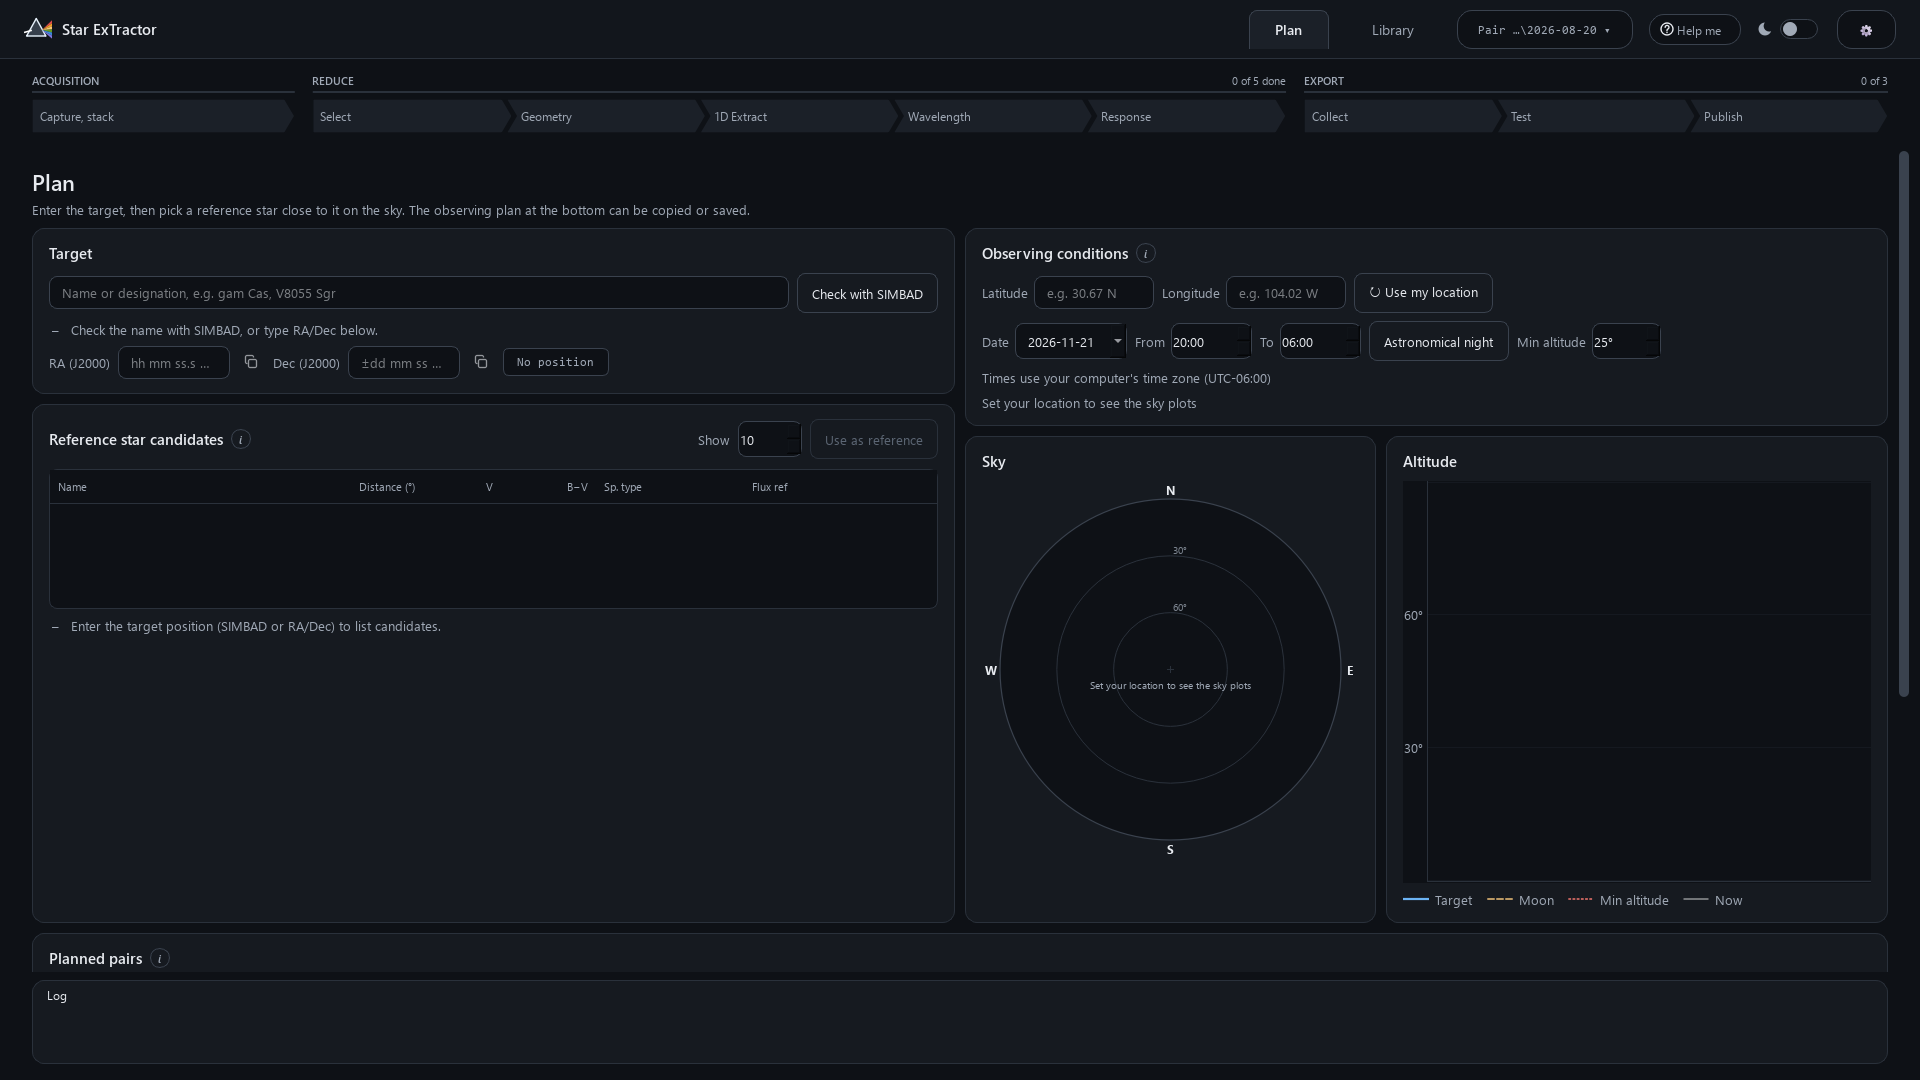 Star ExTractor
Plan
Library
Pair …\2026-08-20 ▾
Help me
ACQUISITION
REDUCE
0 of 5 done
EXPORT
0 of 3
Capture, stack
Select
Geometry
1D Extract
Wavelength
Response
Collect
Test
Publish
Plan
Enter the target, then pick a reference star close to it on the sky. The observing plan at the bottom can be copied or saved.
Target
Name or designation, e.g. gam Cas, V8055 Sgr
Check with SIMBAD
– Check the name with SIMBAD, or type RA/Dec below.
RA (J2000) hh mm ss.s … Dec (J2000) ±dd mm ss … No position
Observing conditions i
Latitude e.g. 30.67 N Longitude e.g. 104.02 W Use my location
Date 2026-11-21 From 20:00 To 06:00 Astronomical night Min altitude 25°
Times use your computer's time zone (UTC-06:00)
Set your location to see the sky plots
Reference star candidates i
Show 10 Use as reference
Name Distance (°) V B−V Sp. type Flux ref
– Enter the target position (SIMBAD or RA/Dec) to list candidates.
Sky
N
30°
60°
W
E
Set your location to see the sky plots
S
Altitude
60°
30°
Target Moon Min altitude Now
Planned pairs i
Log